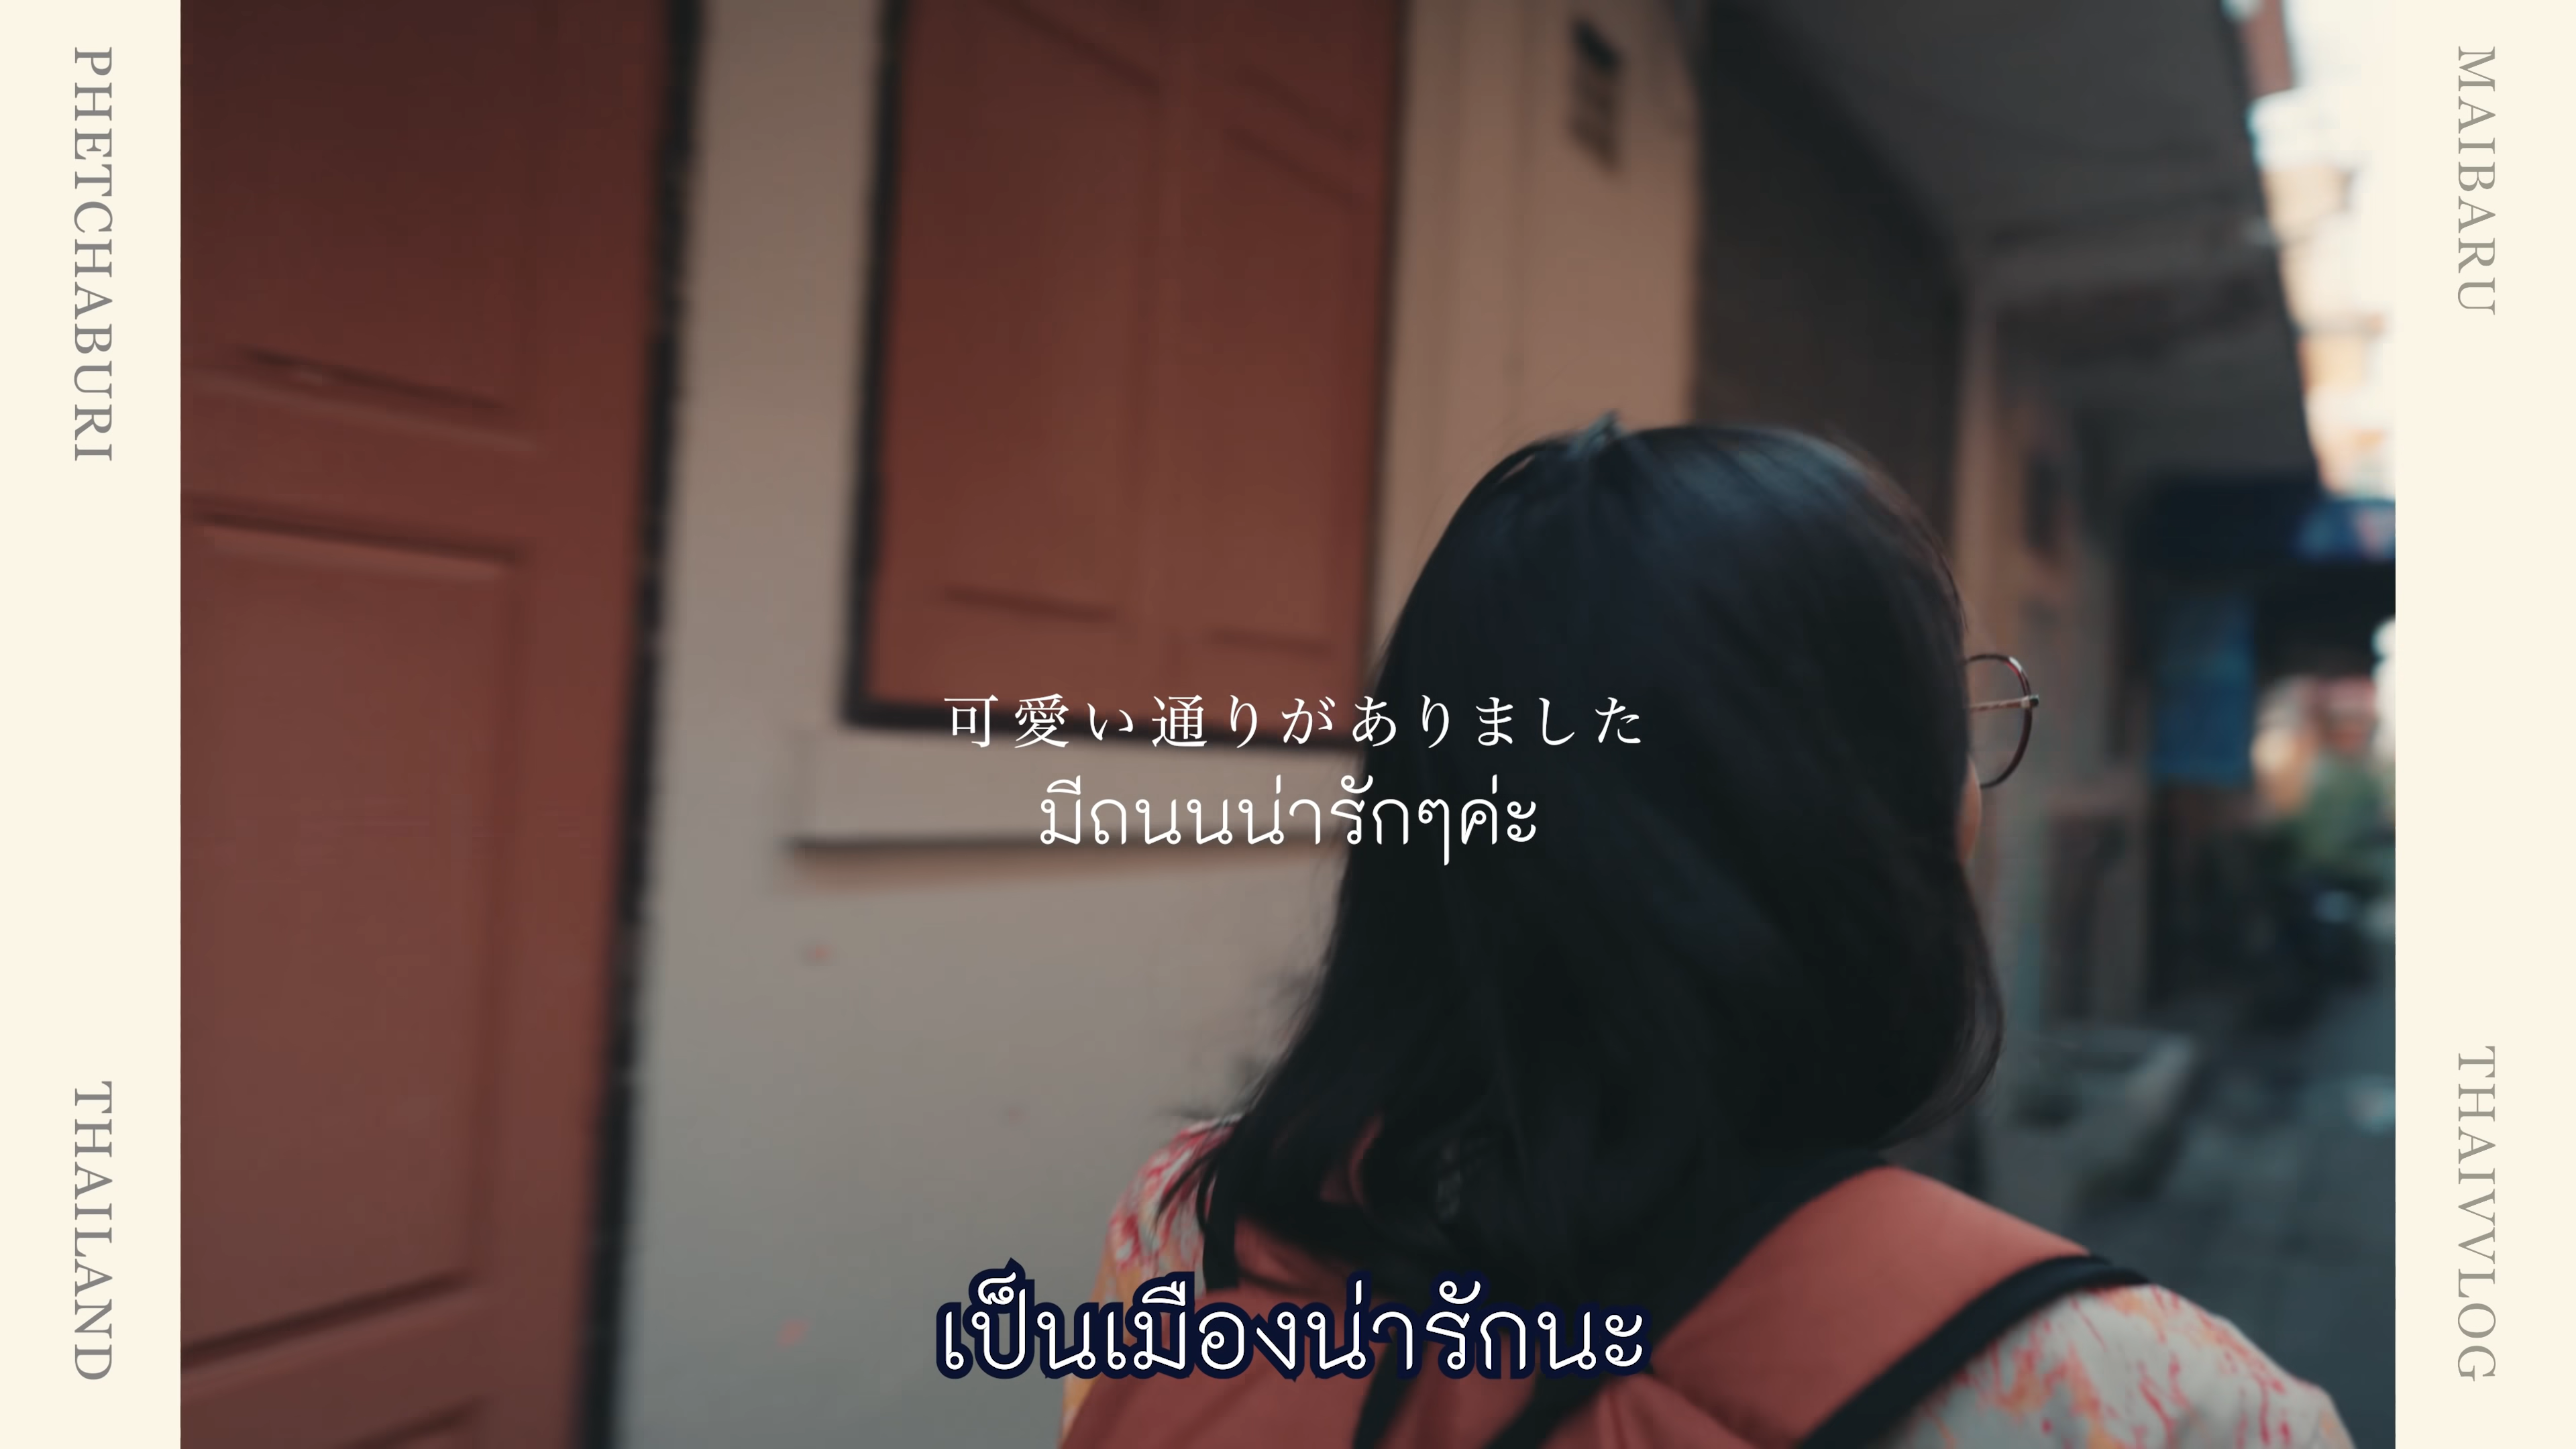 PHETCHABURI
THAILAND
可愛い通りがありました
มีถนนน่ารักๆค่ะ
เป็นเมืองน่ารักนะ
MAIBARU
THAIVVLOG